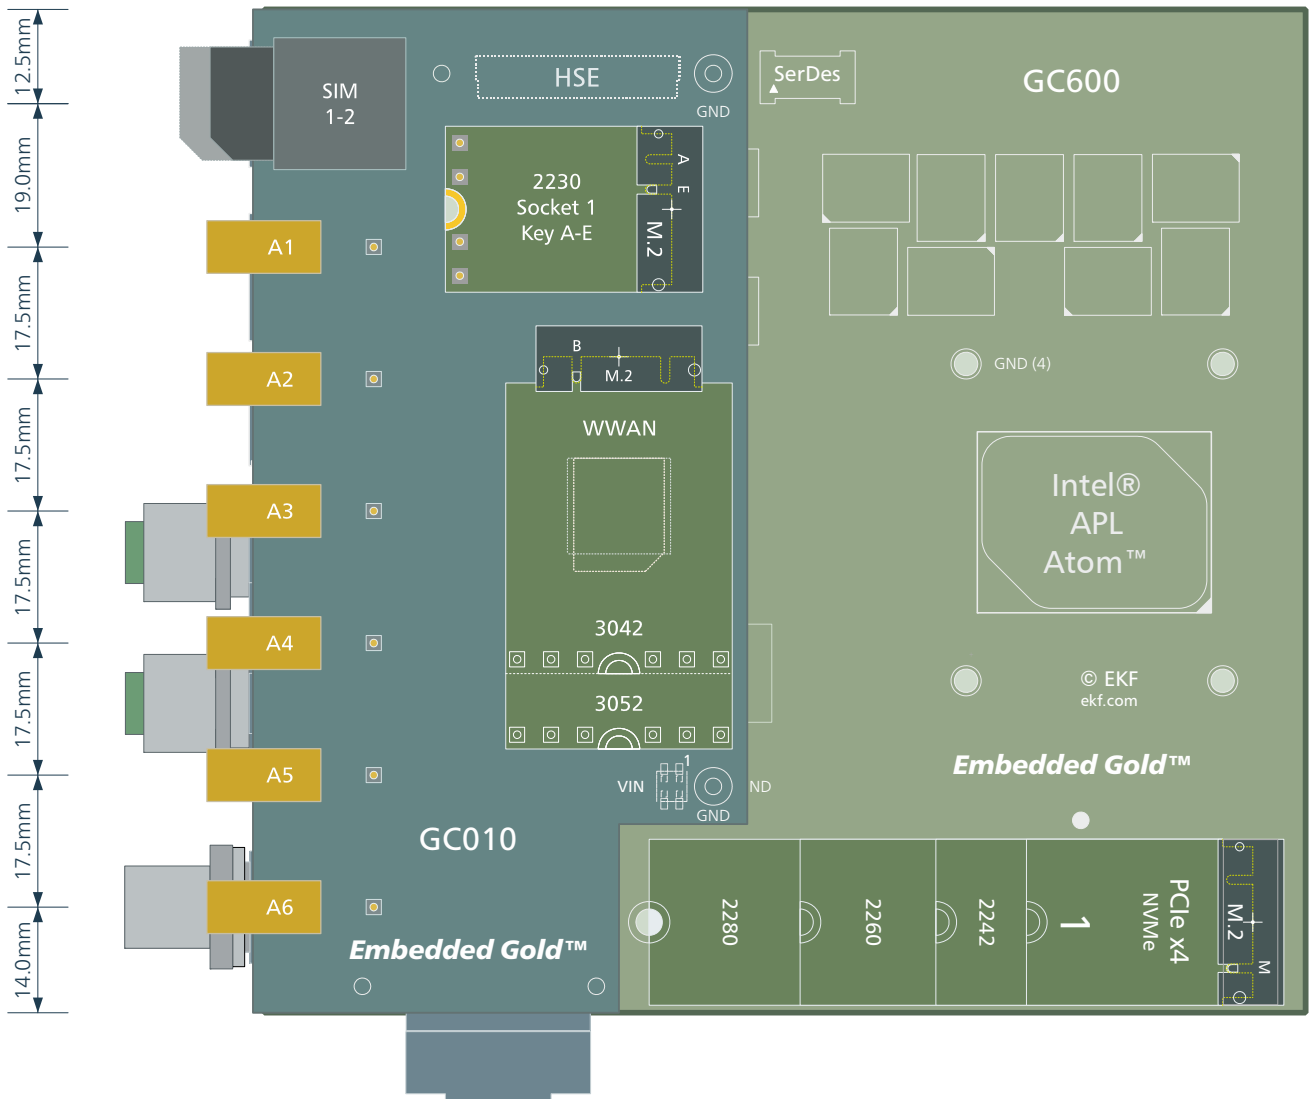 12.5mm
19.0mm
17.5mm
17.5mm
17.5mm
17.5mm
17.5mm
14.0mm
SIM
1-2
A1
A2
A3
A4
A5
A6
HSE
GND
2230
Socket 1
Key A-E
A
E
M.2
B
M.2
WWAN
3042
3052
VIN
1
GND
ND
GC010
Embedded Gold™
SerDes
GC600
GND (4)
Intel®
APL
Atom™
© EKF
ekf.com
Embedded Gold™
2280
2260
2242
1
PCIe x4
NVMe
M.2
M